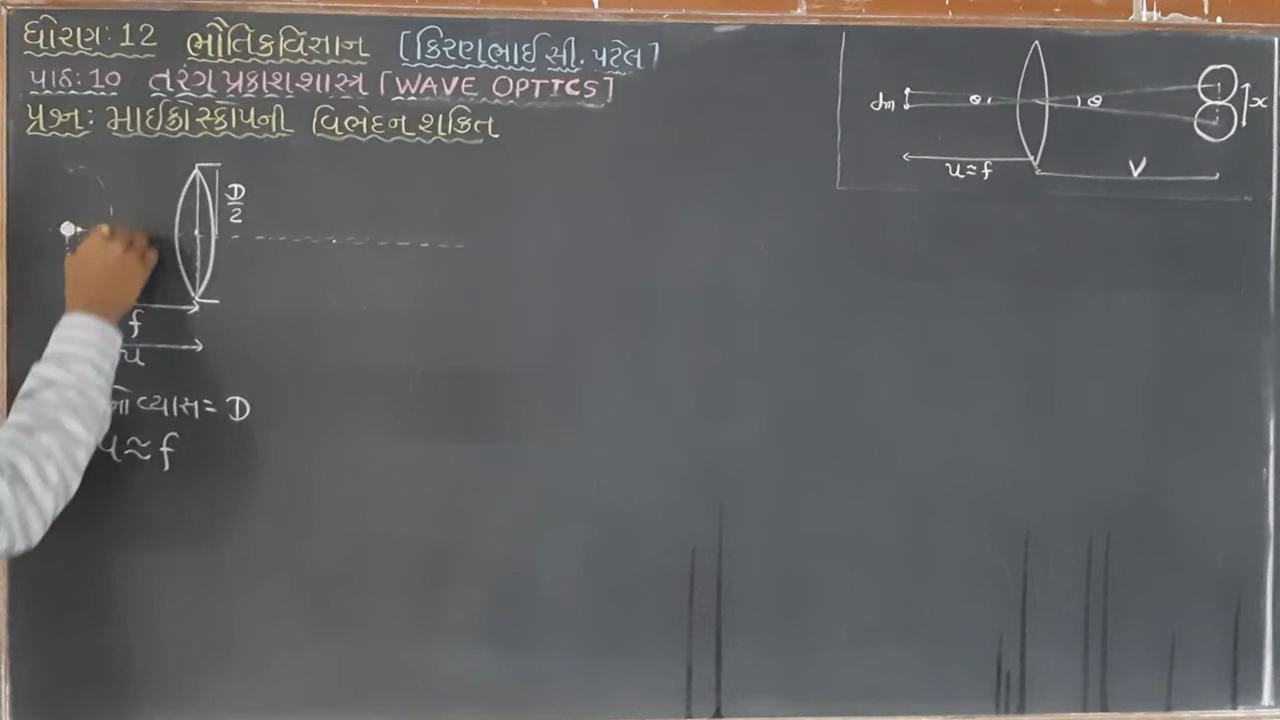 ધોરણ: 12 ભૌતિકવિજ્ઞાન [કિરણભાઈ સી. પટેલ]
પાઠ: 10 તરંગ પ્રકાશશાસ્ત્ર [WAVE OPTICS]
પ્રશ્ન: માઈક્રોસ્કોપની વિભેદન શક્તિ
dm θ θ x
u≈f V
D/2
f
u
વ્યાસ = D
u≈f